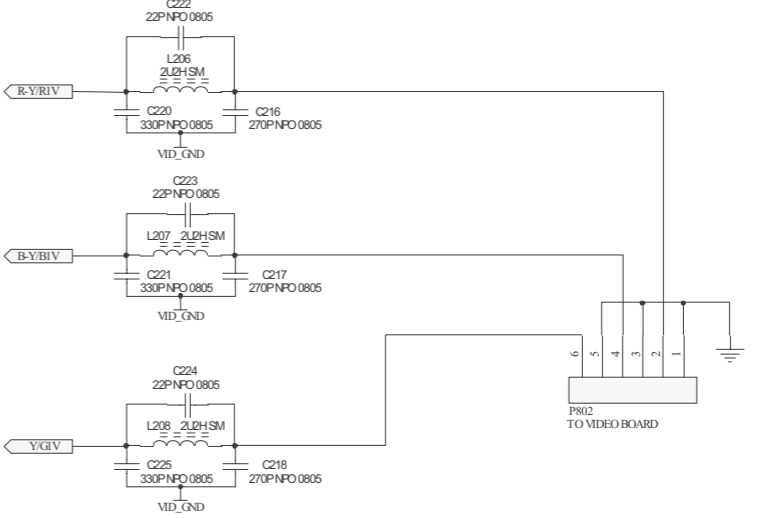 C222
22PNPO 0805
L206
2U2HSM
R-Y/R1V
C220
330PNPO 0805
C216
270PNPO 0805
VID_GND
C223
22PNPO 0805
L207 2U2HSM
B-Y/B1V
C221
330PNPO 0805
C217
270PNPO 0805
VID_GND
6 5 4 3 2 1
P802
TO VIDEO BOARD
C224
22PNPO 0805
L208 2U2HSM
Y/G1V
C225
330PNPO 0805
C218
270PNPO 0805
VID_GND